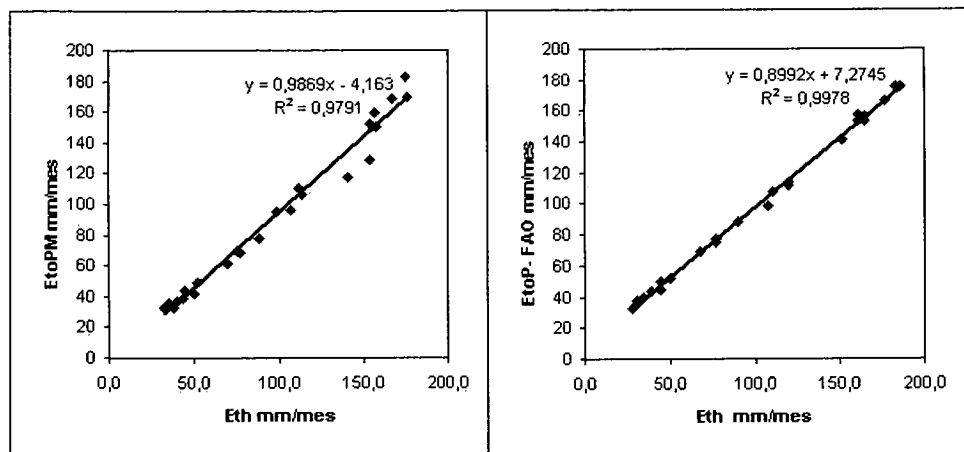 200
180
160
140
120
100
80
60
40
20
0
EtoPM mm/mes
y = 0,9869x - 4,163
R² = 0,9791
0,0 50,0 100,0 150,0 200,0
Eth mm/mes
200
180
160
140
120
100
80
60
40
20
0
EtoP- FAO mm/mes
y = 0,8992x + 7,2745
R² = 0,9978
0,0 50,0 100,0 150,0 200,0
Eth mm/mes